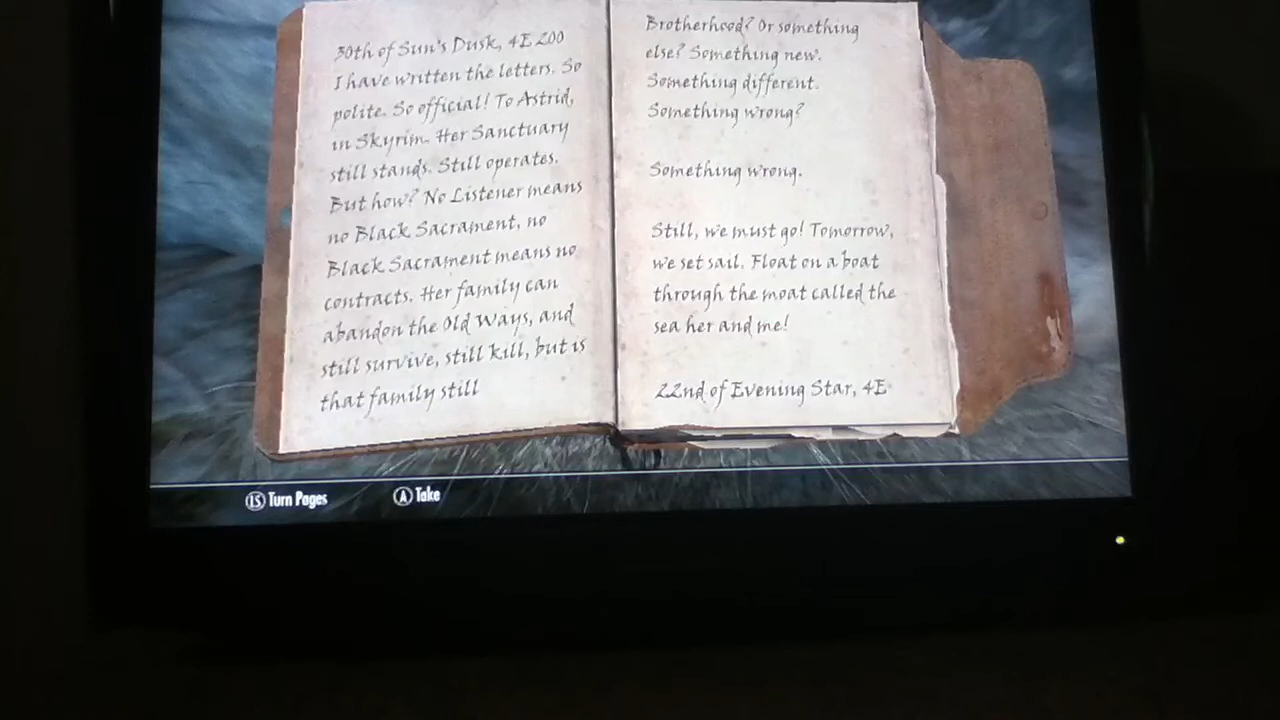 30th of Sun's Dusk, 4E 200
I have written the letters. So
polite. So official! To Astrid,
in Skyrim. Her Sanctuary
still stands. Still operates.
But how? No Listener means
no Black Sacrament, no
Black Sacrament means no
contracts. Her family can
abandon the Old Ways, and
still survive, still kill, but is
that family still
Brotherhood? Or something
else? Something new.
Something different.
Something wrong?
Something wrong.
Still, we must go! Tomorrow,
we set sail. Float on a boat
through the moat called the
sea her and me!
22nd of Evening Star, 4E
LS Turn Pages
A Take